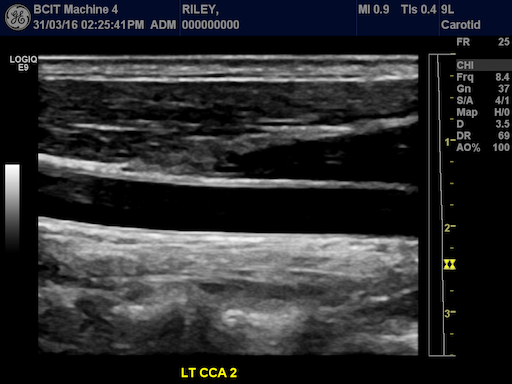 BCIT Machine 4
RILEY,
MI 0.9 TIs 0.4 9L
31/03/16 02:25:41PM ADM
000000000
Carotid
LOGIQ
E9
FR 25
CHI
Frq 8.4
Gn 37
S/A 4/1
Map H/0
D 3.5
DR 69
AO% 100
1
2
3
LT CCA 2